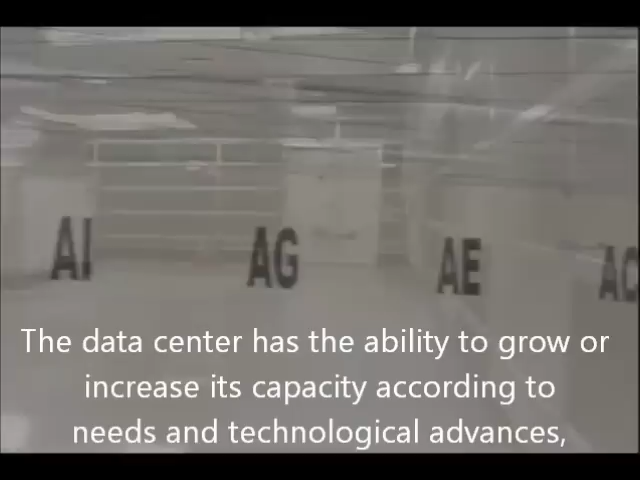 AI AG AE AC
The data center has the ability to grow or
increase its capacity according to
needs and technological advances,